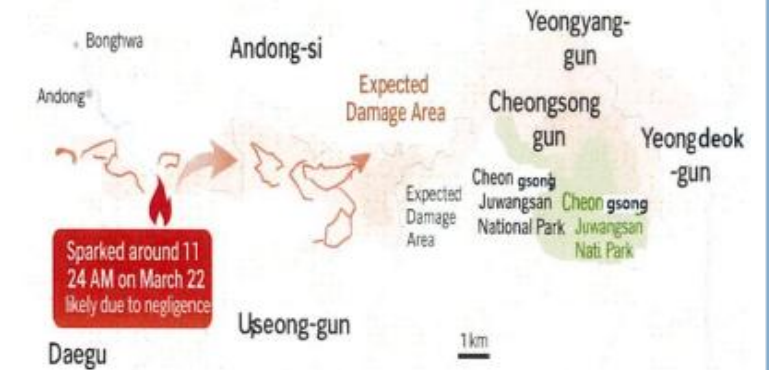 Bonghwa
Andong
Andong-si
Expected
Damage Area
Yeongyang-
gun
Cheongsong
gun
Yeongdeok
-gun
Expected
Damage
Area
Cheon gsong
Juwangsan
National Park
Cheon gsong
Juwangsan
Nati. Park
Sparked around 11
24 AM on March 22
likely due to negligence
Useong-gun
1 km
Daegu